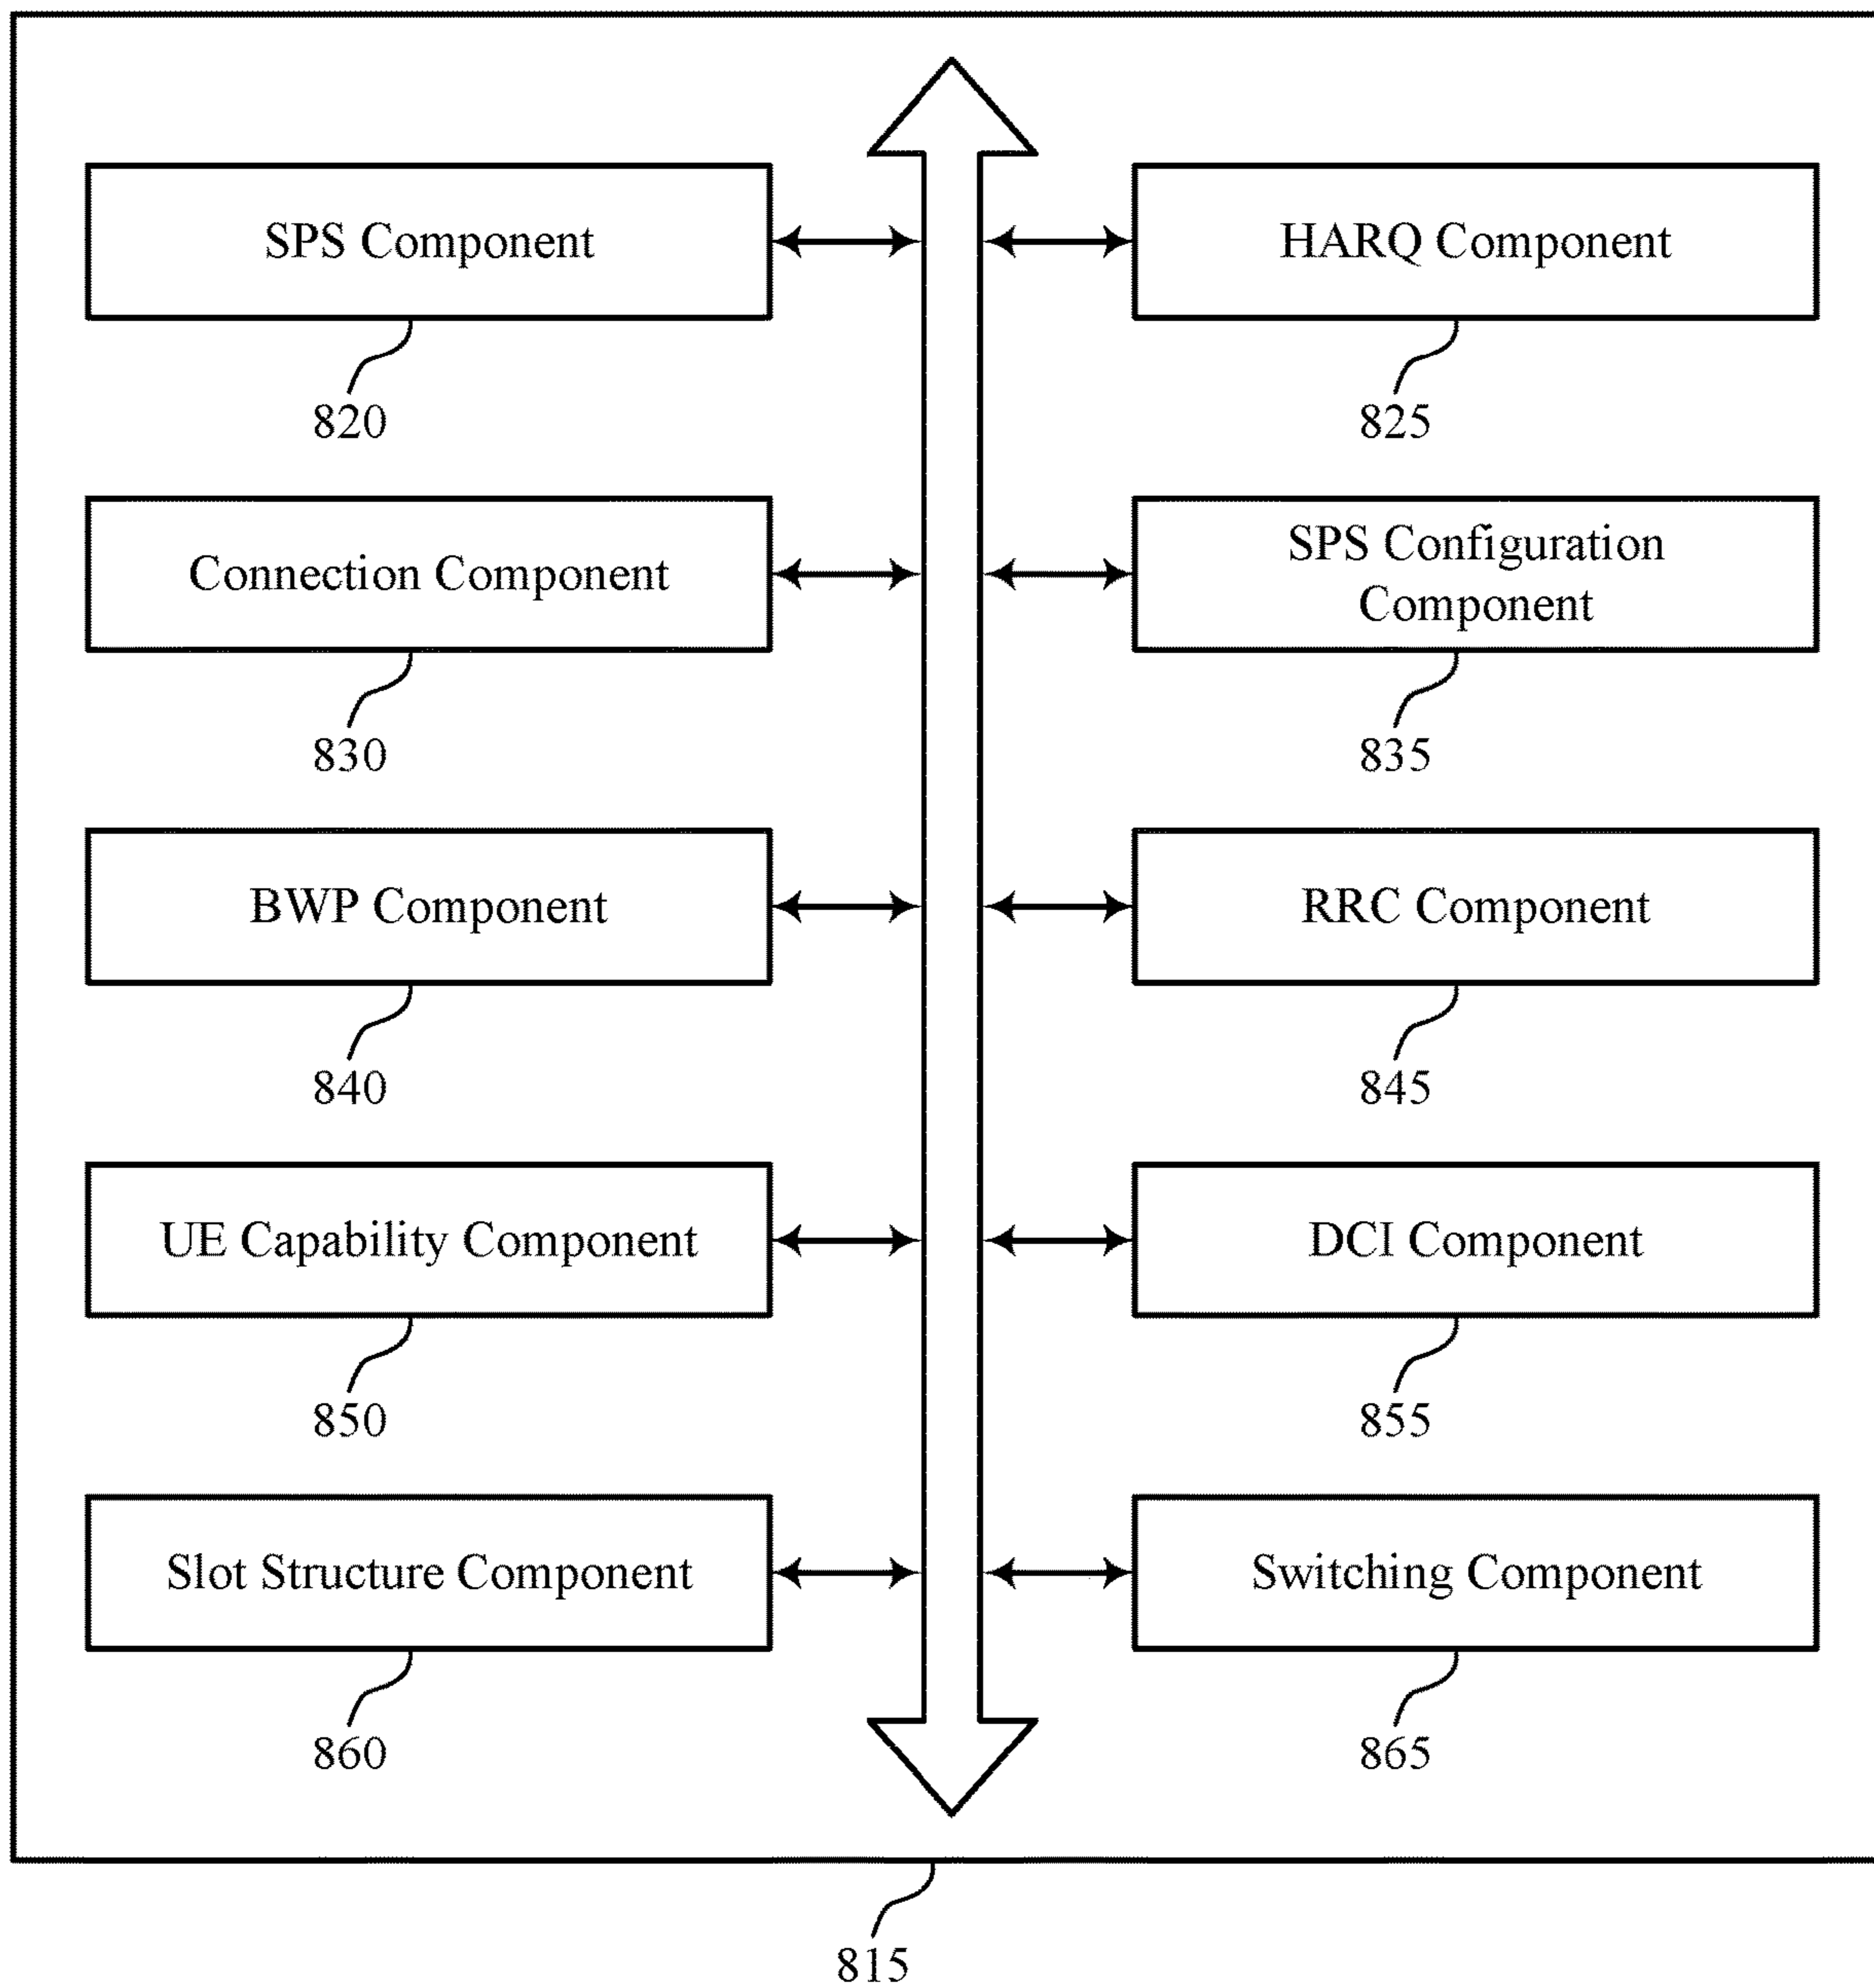 SPS Component
HARQ Component
820
825
Connection Component
SPS Configuration
Component
830
835
BWP Component
RRC Component
840
845
UE Capability Component
DCI Component
850
855
Slot Structure Component
Switching Component
860
865
815